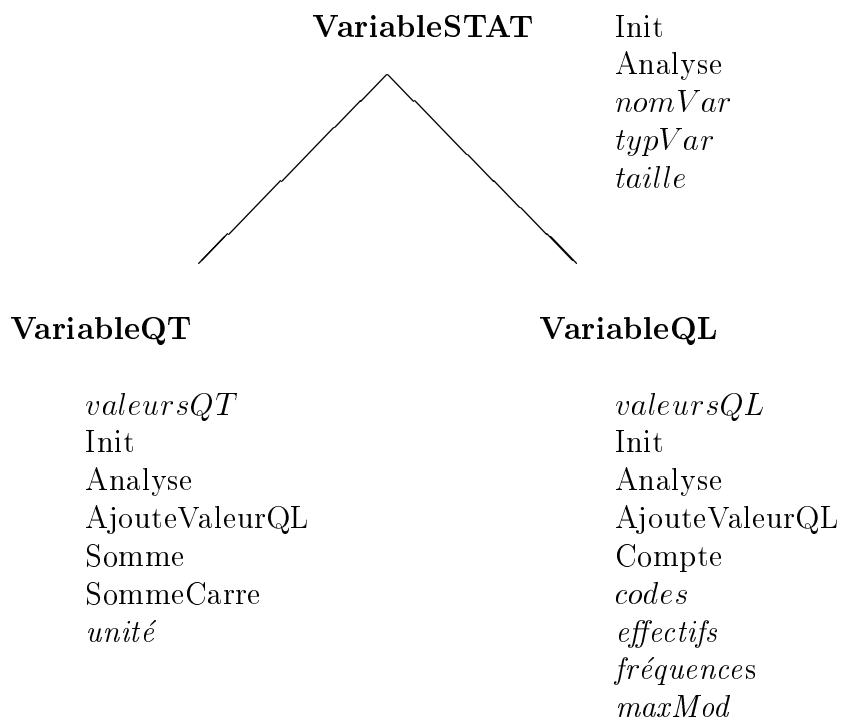 VariableSTAT
Init
Analyse
nomVar
typVar
taille
VariableQT
valeursQT
Init
Analyse
AjouteValeurQL
Somme
SommeCarre
unité
VariableQL
valeursQL
Init
Analyse
AjouteValeurQL
Compte
codes
effectifs
fréquences
maxMod